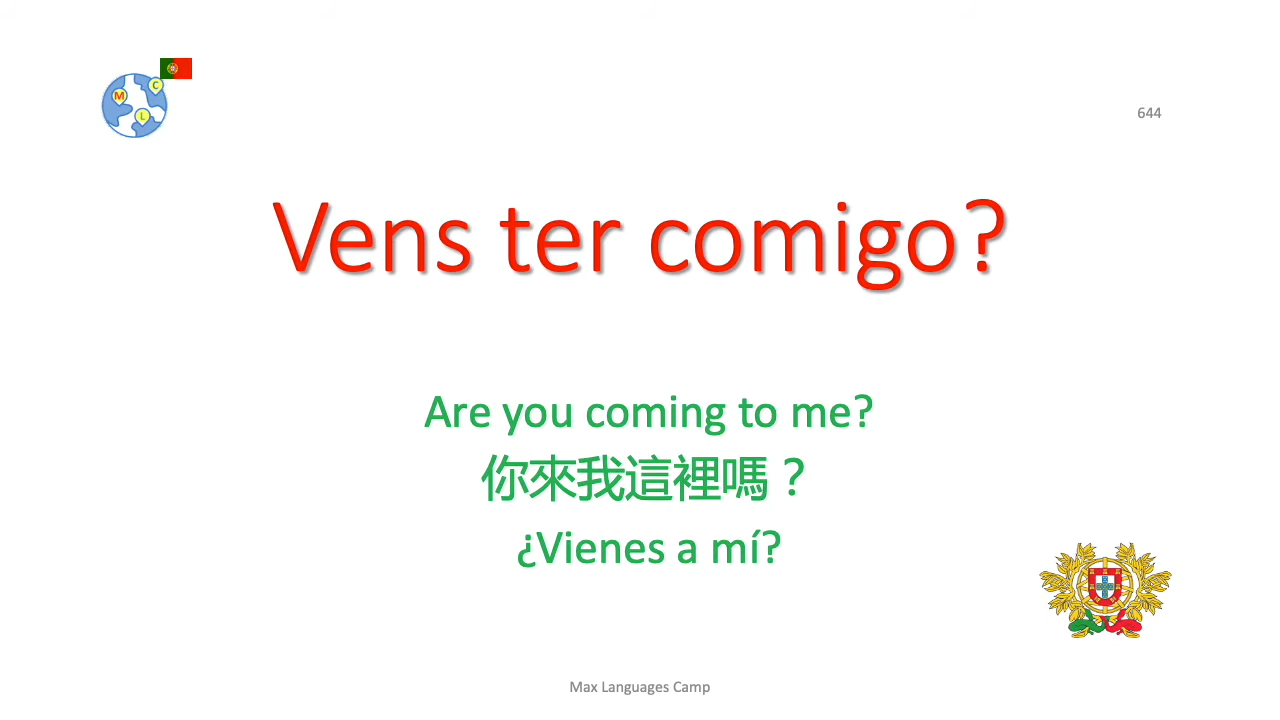 M C L
644
Vens ter comigo?
Are you coming to me?
你來我這裡嗎？
¿Vienes a mí?
Max Languages Camp